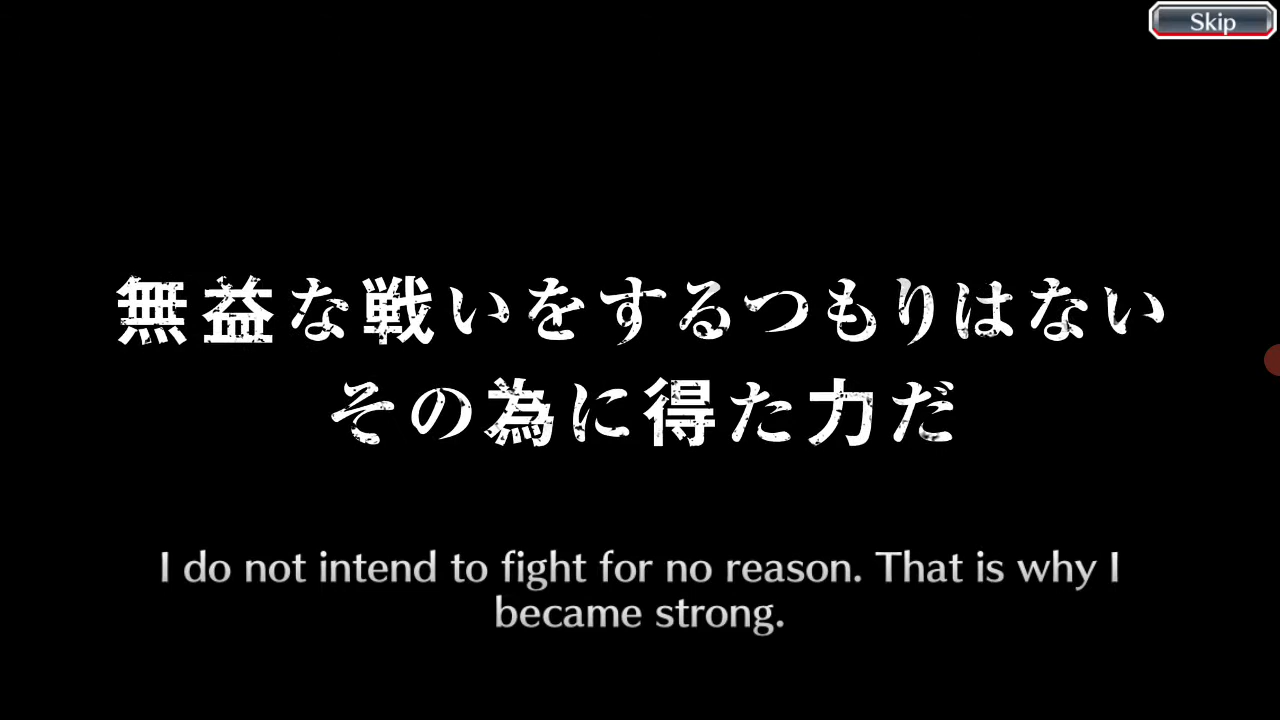 Skip
無益な戦いをするつもりはない
その為に得た力だ
I do not intend to fight for no reason. That is why I
became strong.